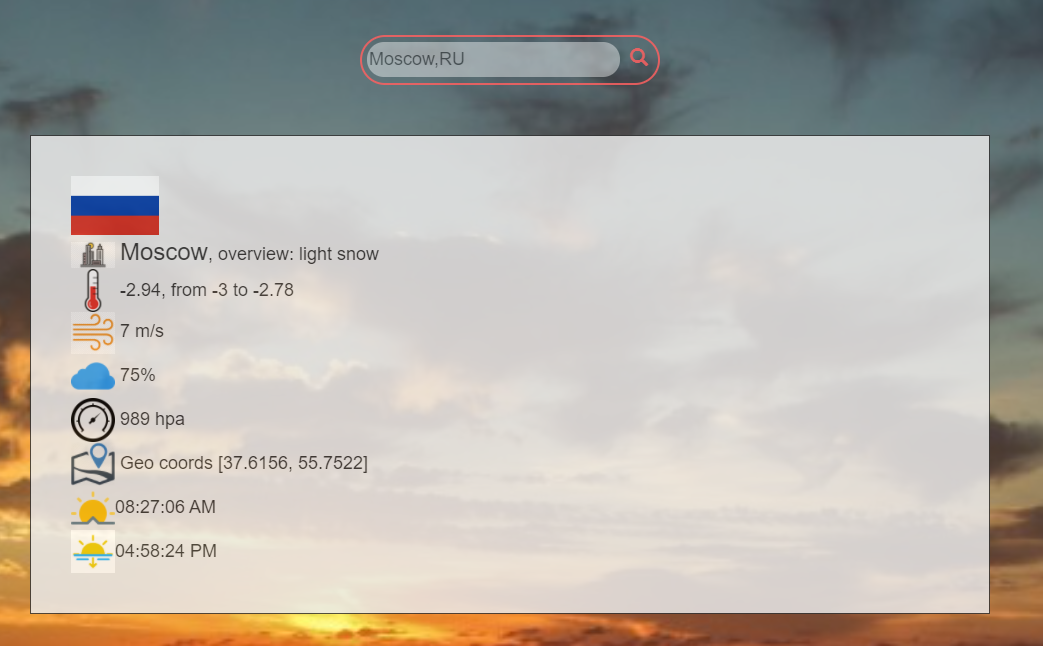 Moscow,RU
Moscow, overview: light snow
-2.94, from -3 to -2.78
7 m/s
75%
989 hpa
Geo coords [37.6156, 55.7522]
08:27:06 AM
04:58:24 PM